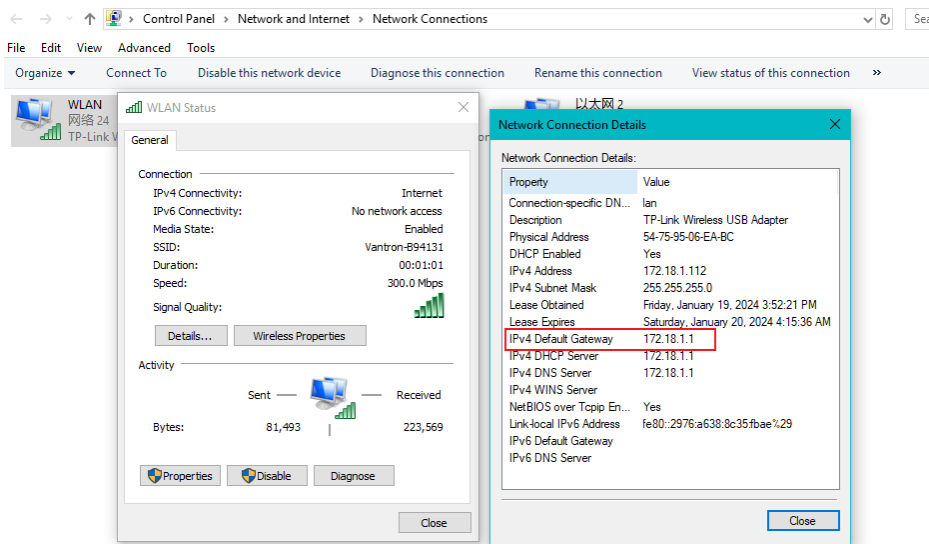 Control Panel > Network and Internet > Network Connections
File Edit View Advanced Tools
Organize Connect To Disable this network device Diagnose this connection Rename this connection View status of this connection »
WLAN
网络 24
TP-Link
以太网 2
WLAN Status
General
Connection
IPv4 Connectivity: Internet
IPv6 Connectivity: No network access
Media State: Enabled
SSID: Vantron-B94131
Duration: 00:01:01
Speed: 300.0 Mbps
Signal Quality:
Details... Wireless Properties
Activity
Sent — — Received
Bytes: 81,493 | 223,569
Properties Disable Diagnose
Close
Network Connection Details
Network Connection Details:
Property Value
Connection-specific DN... lan
Description TP-Link Wireless USB Adapter
Physical Address 54-75-95-06-EA-BC
DHCP Enabled Yes
IPv4 Address 172.18.1.112
IPv4 Subnet Mask 255.255.255.0
Lease Obtained Friday, January 19, 2024 3:52:21 PM
Lease Expires Saturday, January 20, 2024 4:15:36 AM
IPv4 Default Gateway 172.18.1.1
IPv4 DHCP Server 172.18.1.1
IPv4 DNS Server 172.18.1.1
IPv4 WINS Server
NetBIOS over Tcpip En... Yes
Link-local IPv6 Address fe80::2976:a638:8c35:fbae%29
IPv6 Default Gateway
IPv6 DNS Server
Close